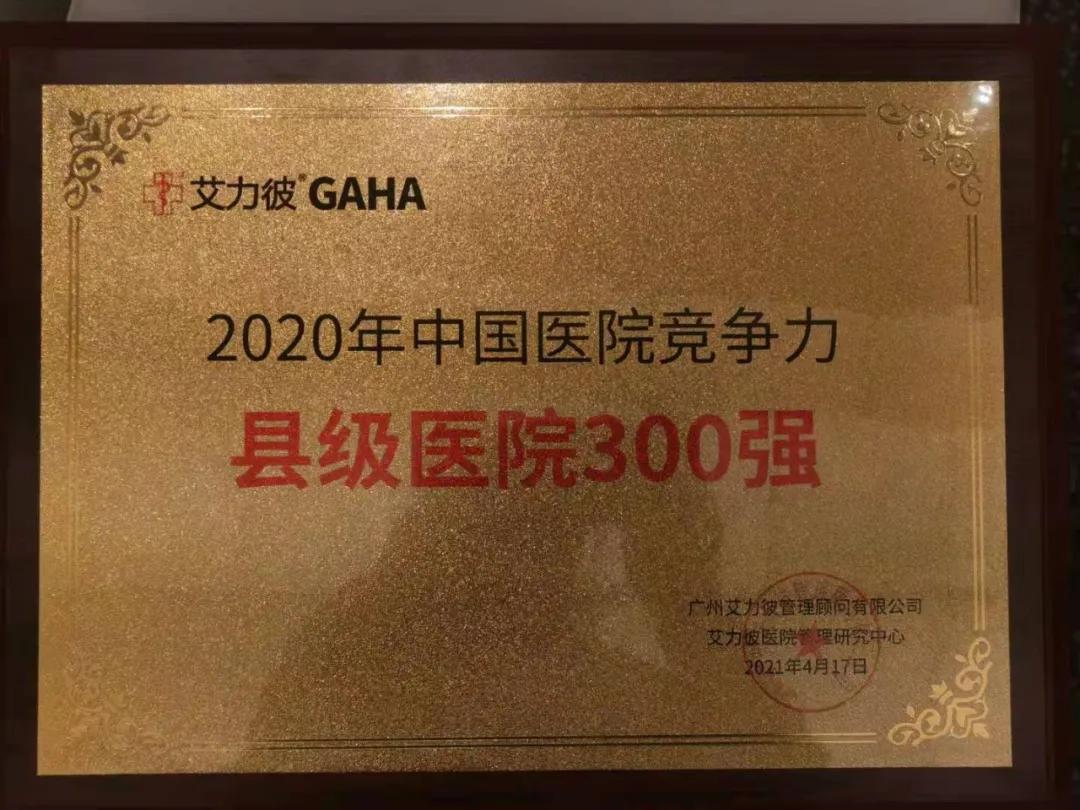 艾力彼® GAHA
2020年中国医院竞争力
县级医院300强
广州艾力彼管理顾问有限公司
艾力彼医院管理研究中心
2021年4月17日